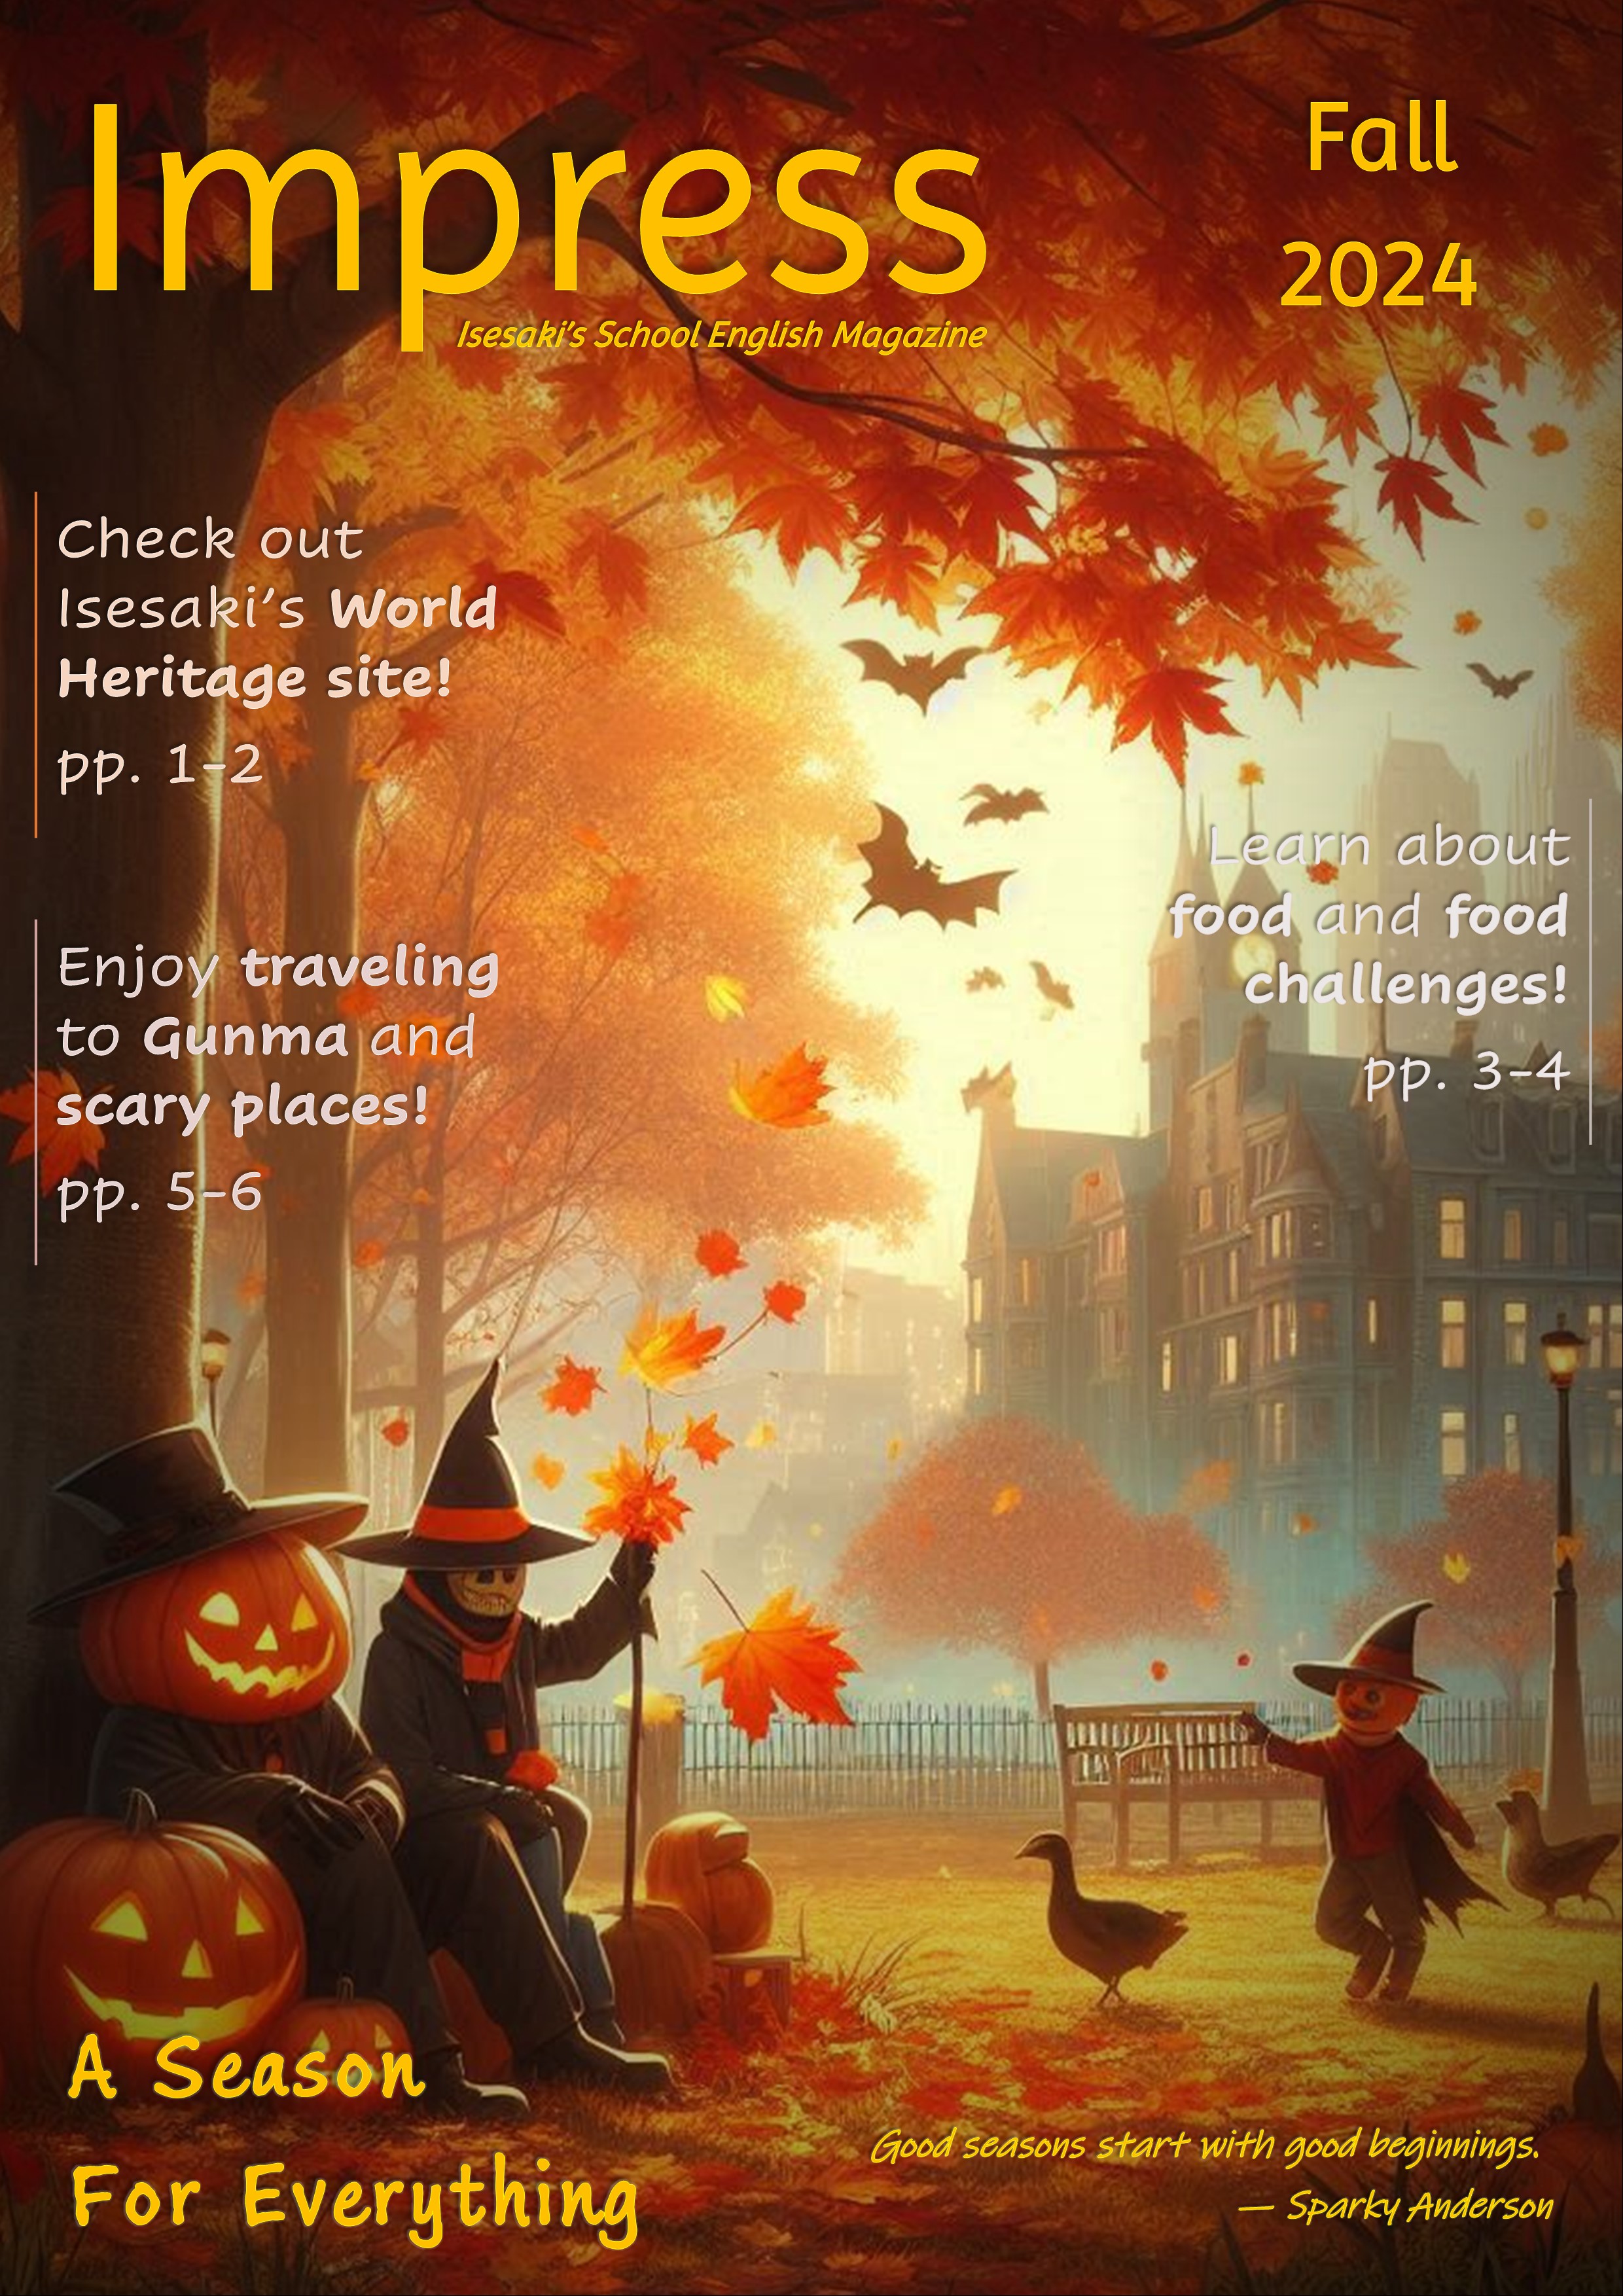 Impress
Isesaki's School English Magazine
Fall
2024
Check out
Isesaki's World
Heritage site!
pp. 1-2
Learn about
food and food
challenges!
pp. 3-4
Enjoy traveling
to Gunma and
scary places!
pp. 5-6
A Season
For Everything
Good seasons start with good beginnings.
— Sparky Anderson